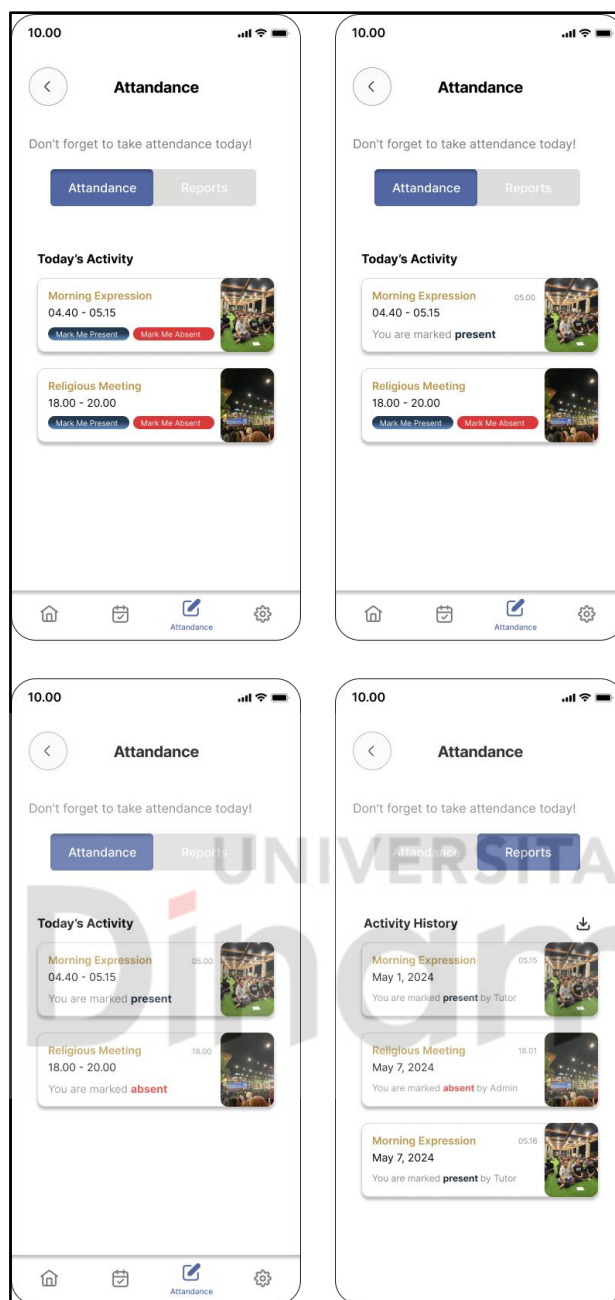 10.00
Attandance
Don't forget to take attendance today!
Attandance Reports
Today's Activity
Morning Expression
04.40 - 05.15
Mark Me Present Mark Me Absent
Religious Meeting
18.00 - 20.00
Mark Me Present Mark Me Absent
Attandance
10.00
Attandance
Don't forget to take attendance today!
Attandance Reports
Today's Activity
Morning Expression 05.00
04.40 - 05.15
You are marked present
Religious Meeting
18.00 - 20.00
Mark Me Present Mark Me Absent
Attandance
10.00
Attandance
Don't forget to take attendance today!
Attandance Reports
Today's Activity
Morning Expression 05.00
04.40 - 05.15
You are marked present
Religious Meeting 18.00
18.00 - 20.00
You are marked absent
Attandance
10.00
Attandance
Don't forget to take attendance today!
Attandance Reports
Activity History
Morning Expression 05.15
May 1, 2024
You are marked present by Tutor
Religious Meeting 18.01
May 7, 2024
You are marked absent by Admin
Morning Expression 05.16
May 7, 2024
You are marked present by Tutor
UNIVERSITA
Dinam